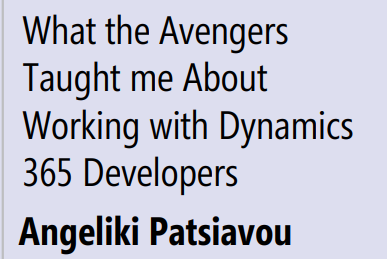 What the Avengers
Taught me About
Working with Dynamics
365 Developers
Angeliki Patsiavou